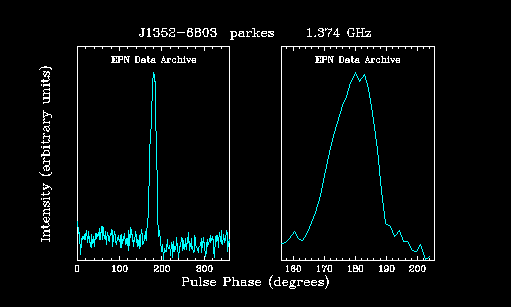 J1352-6803 parkes 1.374 GHz
EPN Data Archive
EPN Data Archive
Intensity (arbitrary units)
0 100 200 300
160 170 180 190 200
Pulse Phase (degrees)